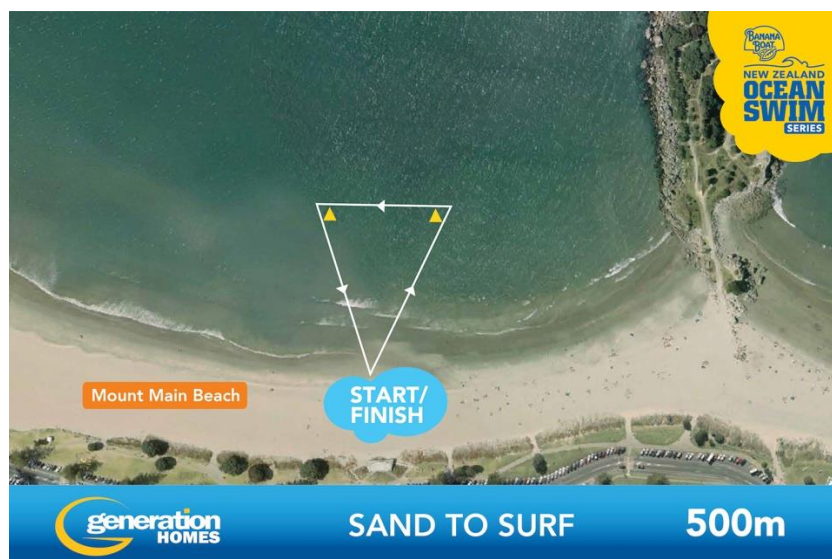 BANANA
BOAT
NEW ZEALAND
OCEAN
SWIM
SERIES
Mount Main Beach
START/
FINISH
generation
HOMES
SAND TO SURF
500m